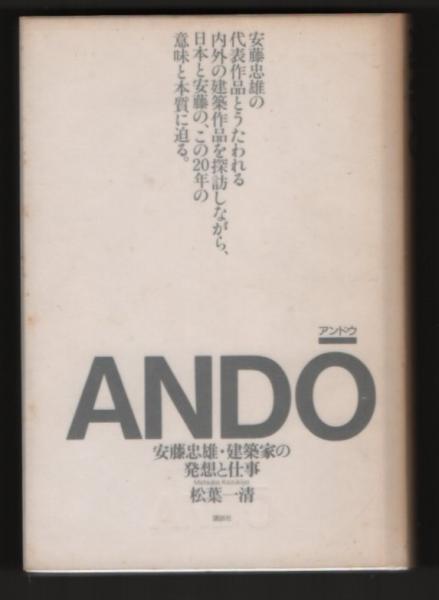 安藤忠雄の
代表作品とうたわれる
内外の建築作品を探訪しながら、
日本と安藤の、この20年の
意味と本質に迫る。
アンドウ
ANDŌ
安藤忠雄・建築家の
発想と仕事
Matsuba Kazukiyo
松葉一清
講談社